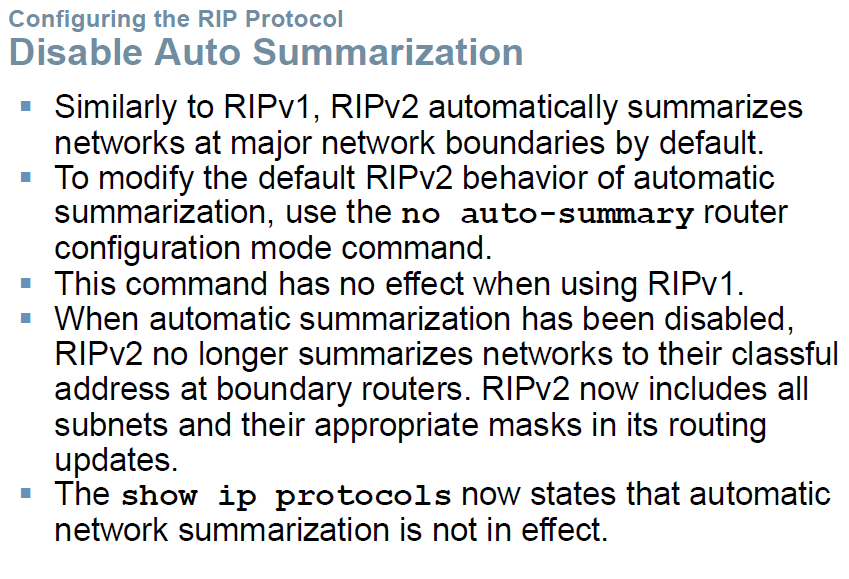 Configuring the RIP Protocol
Disable Auto Summarization
▪ Similarly to RIPv1, RIPv2 automatically summarizes
networks at major network boundaries by default.
▪ To modify the default RIPv2 behavior of automatic
summarization, use the no auto-summary router
configuration mode command.
▪ This command has no effect when using RIPv1.
▪ When automatic summarization has been disabled,
RIPv2 no longer summarizes networks to their classful
address at boundary routers. RIPv2 now includes all
subnets and their appropriate masks in its routing
updates.
▪ The show ip protocols now states that automatic
network summarization is not in effect.